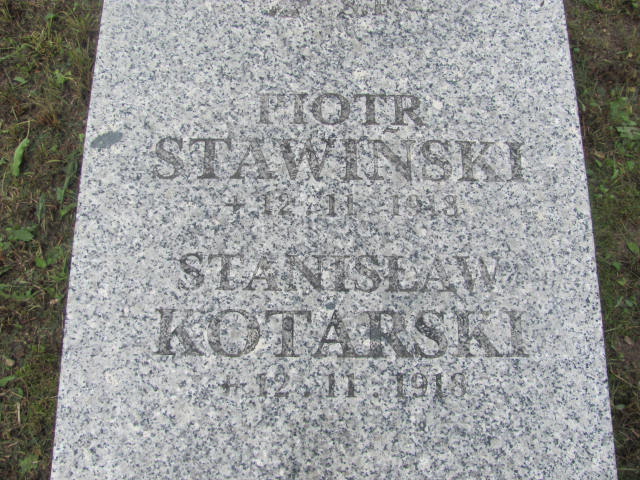 PIOTR
STAWIŃSKI
+ 12.11.1918
STANISŁAW
KOTARSKI
+ 12.11.1918